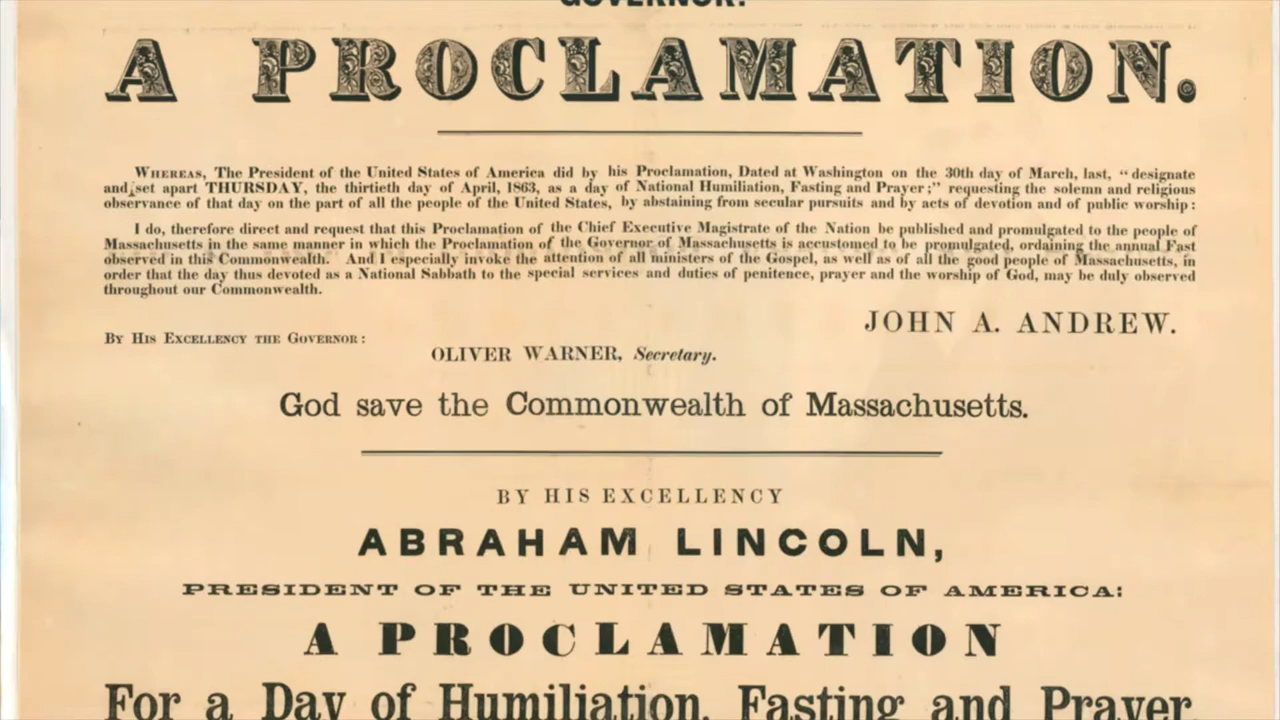 GOVERNOR:
A PROCLAMATION.
WHEREAS, The President of the United States of America did by his Proclamation, Dated at Washington on the 30th day of March, last, “designate
and set apart THURSDAY, the thirtieth day of April, 1863, as a day of National Humiliation, Fasting and Prayer;” requesting the solemn and religious
observance of that day on the part of all the people of the United States, by abstaining from secular pursuits and by acts of devotion and of public worship:
I do, therefore direct and request that this Proclamation of the Chief Executive Magistrate of the Nation be published and promulgated to the people of
Massachusetts in the same manner in which the Proclamation of the Governor of Massachusetts is accustomed to be promulgated, ordaining the annual Fast
observed in this Commonwealth. And I especially invoke the attention of all ministers of the Gospel, as well as of all the good people of Massachusetts, in
order that the day thus devoted as a National Sabbath to the special services and duties of penitence, prayer and the worship of God, may be duly observed
throughout our Commonwealth.
JOHN A. ANDREW.
BY HIS EXCELLENCY THE GOVERNOR:
OLIVER WARNER, Secretary.
God save the Commonwealth of Massachusetts.
BY HIS EXCELLENCY
ABRAHAM LINCOLN,
PRESIDENT OF THE UNITED STATES OF AMERICA:
A PROCLAMATION
For a Day of Humiliation, Fasting and Prayer